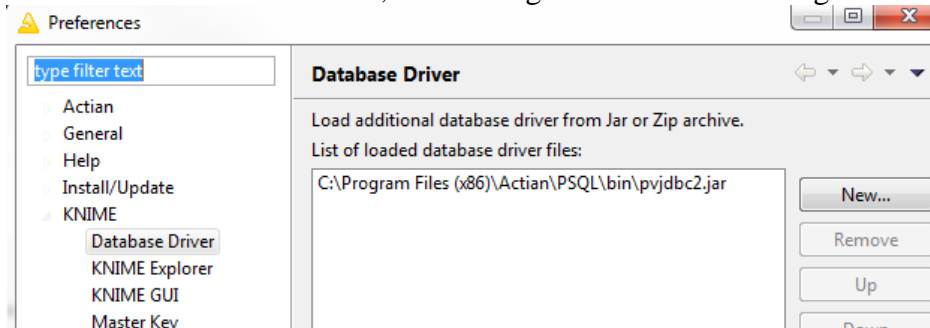 Preferences
type filter text
Actian
General
Help
Install/Update
KNIME
Database Driver
KNIME Explorer
KNIME GUI
Master Key
Database Driver
Load additional database driver from Jar or Zip archive.
List of loaded database driver files:
C:\Program Files (x86)\Actian\PSQL\bin\pvjdbc2.jar
New...
Remove
Up
Down